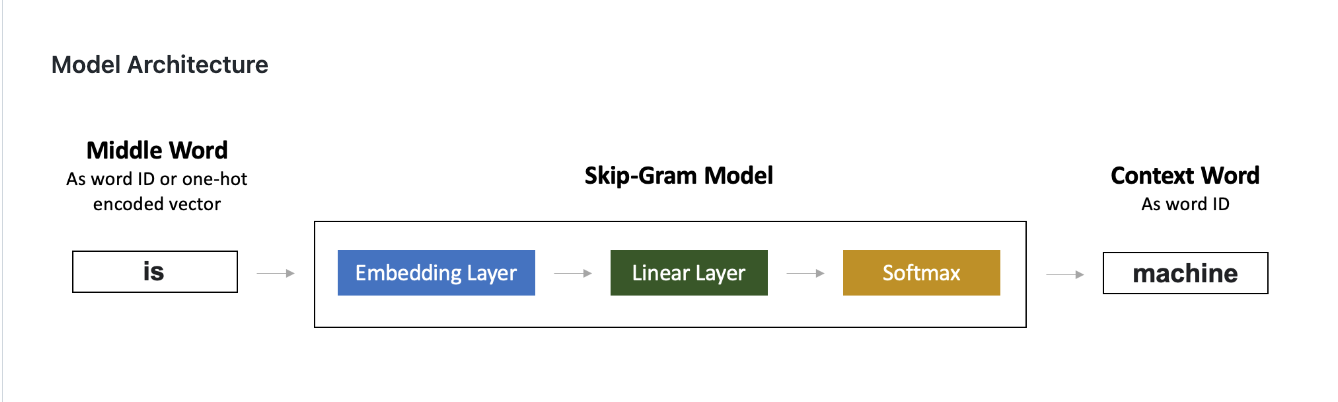 Model Architecture
Middle Word
As word ID or one-hot
encoded vector
is
Skip-Gram Model
Embedding Layer
Linear Layer
Softmax
Context Word
As word ID
machine